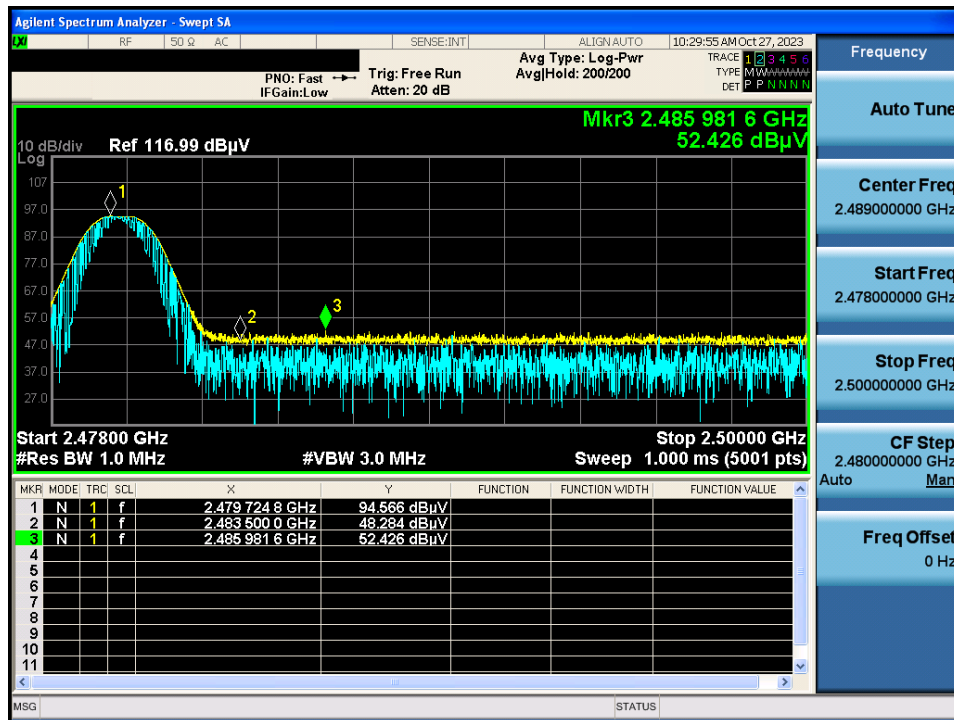 Agilent Spectrum Analyzer - Swept SA
LXI RF 50 Ω AC SENSE:INT ALIGN AUTO 10:29:55 AM Oct 27, 2023
Frequency
PNO: Fast
IFGain:Low
Trig: Free Run
Atten: 20 dB
Avg Type: Log-Pwr
Avg|Hold: 200/200
TRACE 1 2 3 4 5 6
TYPE M W
DET P P N N N N
Auto Tune
Mkr3 2.485 981 6 GHz
52.426 dBµV
10 dB/div Ref 116.99 dBµV
Log
107
97.0
87.0
77.0
67.0
57.0
47.0
37.0
27.0
1
2
3
Start 2.47800 GHz Stop 2.50000 GHz
#Res BW 1.0 MHz #VBW 3.0 MHz Sweep 1.000 ms (5001 pts)
Center Freq
2.489000000 GHz
Start Freq
2.478000000 GHz
Stop Freq
2.500000000 GHz
CF Step
2.480000000 GHz
Auto Man
Freq Offset
0 Hz
MKR MODE TRC SCL X Y FUNCTION FUNCTION WIDTH FUNCTION VALUE
1 N 1 f 2.479 724 8 GHz 94.566 dBµV
2 N 1 f 2.483 500 0 GHz 48.284 dBµV
3 N 1 f 2.485 981 6 GHz 52.426 dBµV
4
5
6
7
8
9
10
11
MSG STATUS